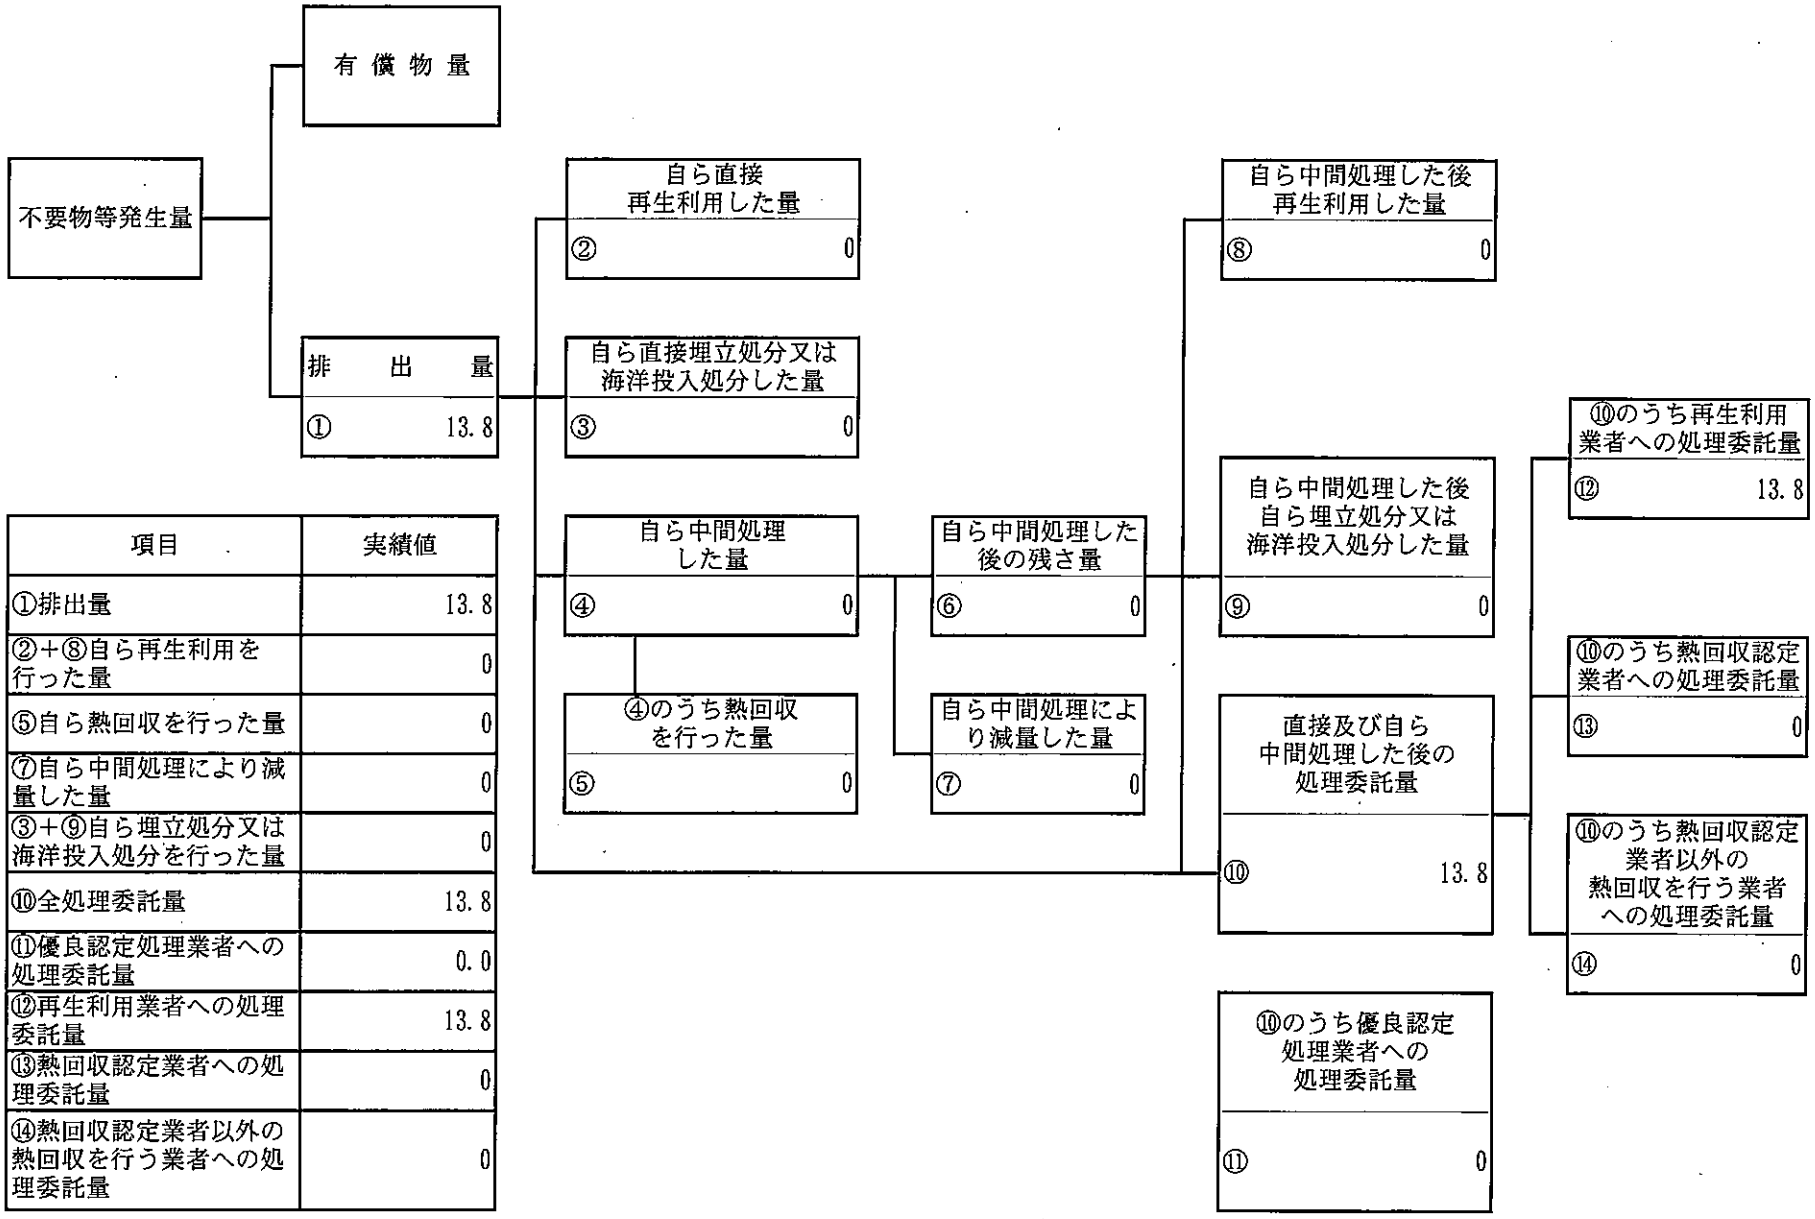 有償物量
不要物等発生量
排出量
① 13.8
自ら直接
再生利用した量
② 0
自ら直接埋立処分又は
海洋投入処分した量
③ 0
自ら中間処理
した量
④ 0
④のうち熱回収
を行った量
⑤ 0
自ら中間処理した
後の残さ量
⑥ 0
自ら中間処理によ
り減量した量
⑦ 0
自ら中間処理した後
再生利用した量
⑧ 0
自ら中間処理した後
自ら埋立処分又は
海洋投入処分した量
⑨ 0
直接及び自ら
中間処理した後の
処理委託量
⑩ 13.8
⑩のうち優良認定
処理業者への
処理委託量
⑪ 0
⑩のうち再生利用
業者への処理委託量
⑫ 13.8
⑩のうち熱回収認定
業者への処理委託量
⑬ 0
⑩のうち熱回収認定
業者以外の
熱回収を行う業者
への処理委託量
⑭ 0
項目 実績値
①排出量 13.8
②+⑧自ら再生利用を
行った量 0
⑤自ら熱回収を行った量 0
⑦自ら中間処理により減
量した量 0
③+⑨自ら埋立処分又は
海洋投入処分を行った量 0
⑩全処理委託量 13.8
⑪優良認定処理業者への
処理委託量 0.0
⑫再生利用業者への処理
委託量 13.8
⑬熱回収認定業者への処
理委託量 0
⑭熱回収認定業者以外の
熱回収を行う業者への処
理委託量 0